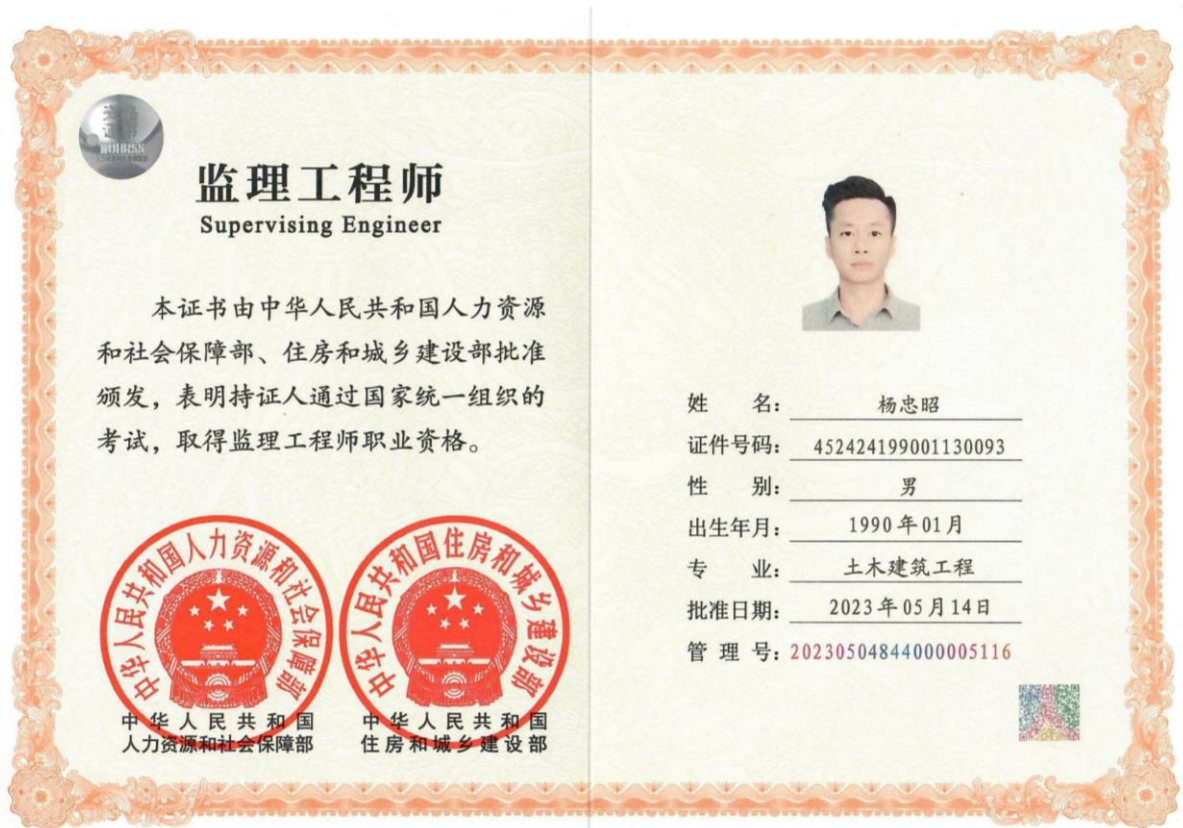 监理工程师
Supervising Engineer
本证书由中华人民共和国人力资源
和社会保障部、住房和城乡建设部批准
颁发，表明持证人通过国家统一组织的
考试，取得监理工程师职业资格。
中华人民共和国人力资源和社会保障部
中华人民共和国
人力资源和社会保障部
中华人民共和国住房和城乡建设部
中华人民共和国
住房和城乡建设部
姓名：杨忠昭
证件号码：452424199001130093
性别：男
出生年月：1990年01月
专业：土木建筑工程
批准日期：2023年05月14日
管理号：20230504844000005116